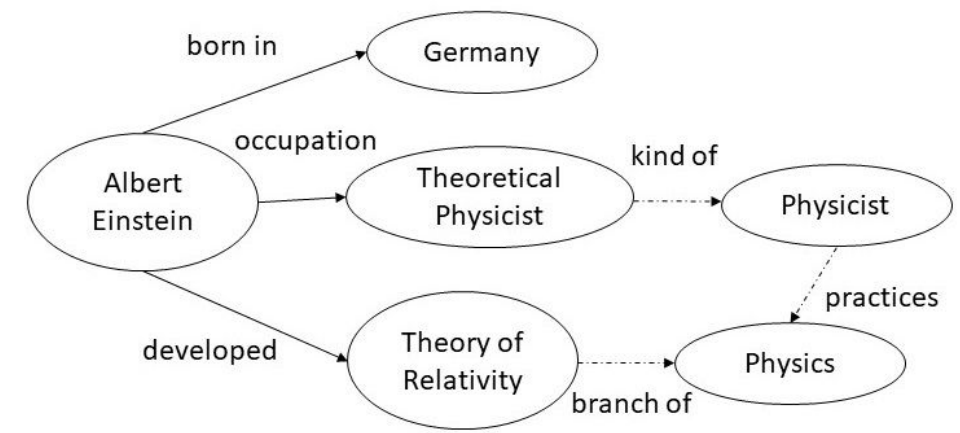 born in
Germany
occupation
Albert
Einstein
Theoretical
Physicist
kind of
Physicist
practices
developed
Theory of
Relativity
branch of
Physics